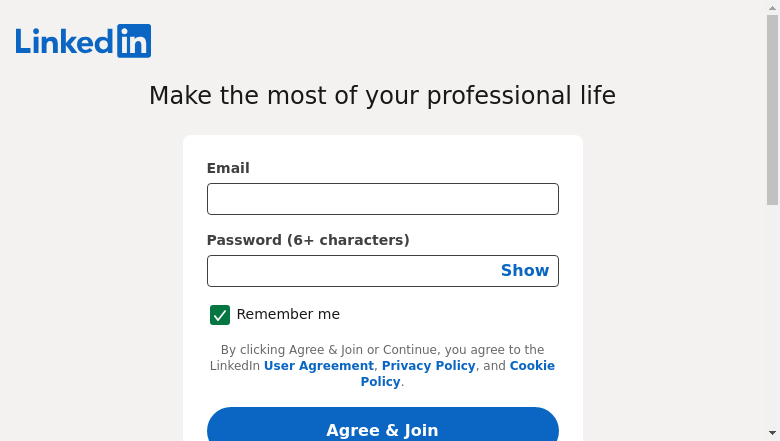 LinkedIn
Make the most of your professional life
Email
Password (6+ characters)
Show
Remember me
By clicking Agree & Join or Continue, you agree to the
LinkedIn User Agreement, Privacy Policy, and Cookie
Policy.
Agree & Join